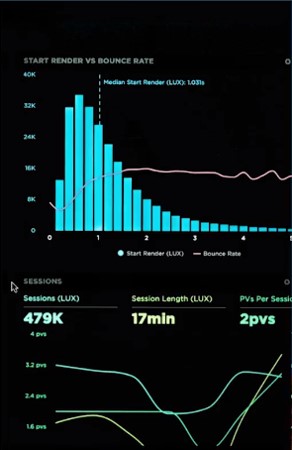 START RENDER VS BOUNCE RATE
40K
Median Start Render (LUX): 1.031s
32K
24K
16K
8K
0
0 1 2 3 4
Start Render (LUX) Bounce Rate
SESSIONS
Sessions (LUX) Session Length (LUX) PVs Per Sessio
479K 17min 2pvs
4 pvs
3.2 pvs
2.4 pvs
1.6 pvs